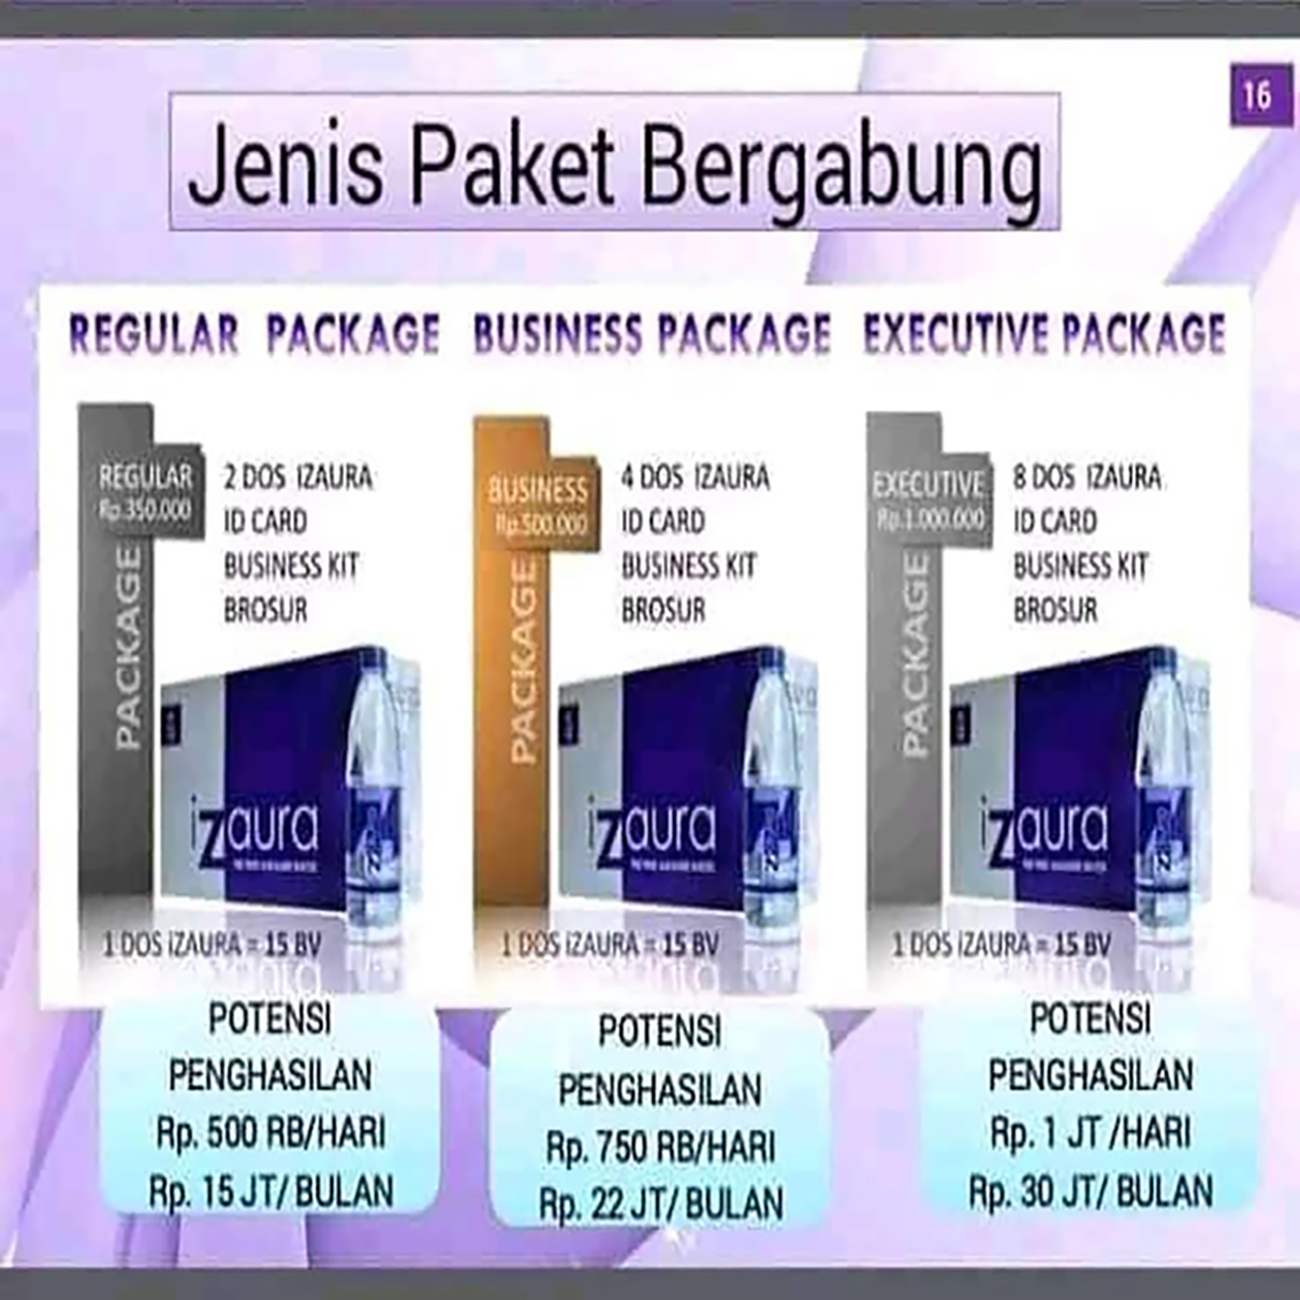 16
Jenis Paket Bergabung
REGULAR PACKAGE
REGULAR
Rp.350.000
PACKAGE
2 DOS IZAURA
ID CARD
BUSINESS KIT
BROSUR
izaura
1 DOS iZAURA = 15 BV
POTENSI
PENGHASILAN
Rp. 500 RB/HARI
Rp. 15 JT/ BULAN
BUSINESS PACKAGE
BUSINESS
Rp.500.000
PACKAGE
4 DOS IZAURA
ID CARD
BUSINESS KIT
BROSUR
izaura
1 DOS iZAURA = 15 BV
POTENSI
PENGHASILAN
Rp. 750 RB/HARI
Rp. 22 JT/ BULAN
EXECUTIVE PACKAGE
EXECUTIVE
Rp.1.000.000
PACKAGE
8 DOS IZAURA
ID CARD
BUSINESS KIT
BROSUR
izaura
1 DOS iZAURA = 15 BV
POTENSI
PENGHASILAN
Rp. 1 JT /HARI
Rp. 30 JT/ BULAN